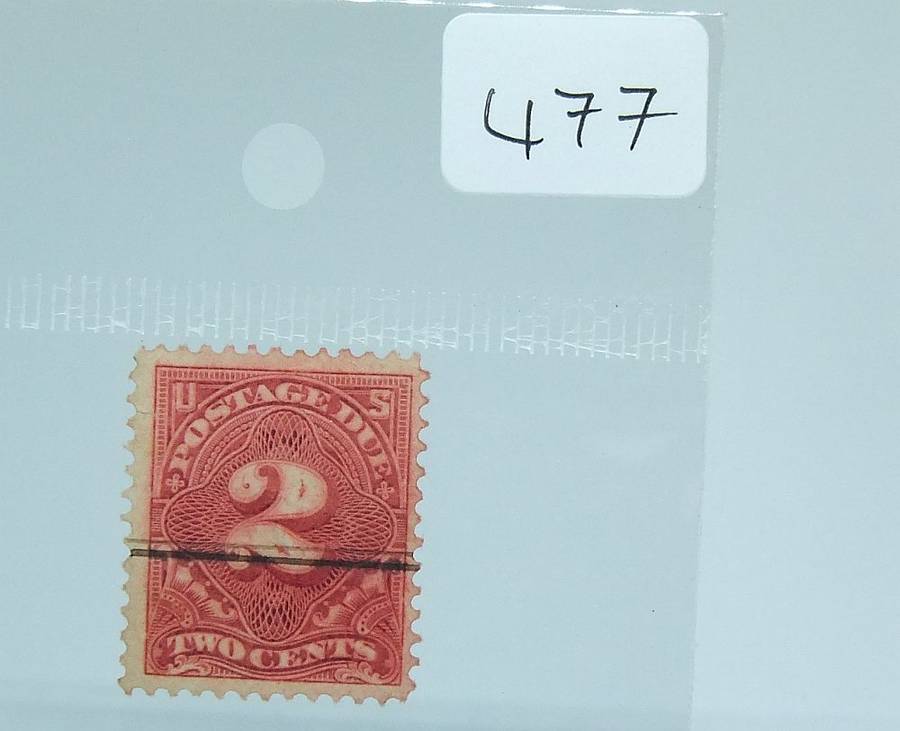 477
U S
POSTAGE DUE
2
TWO CENTS